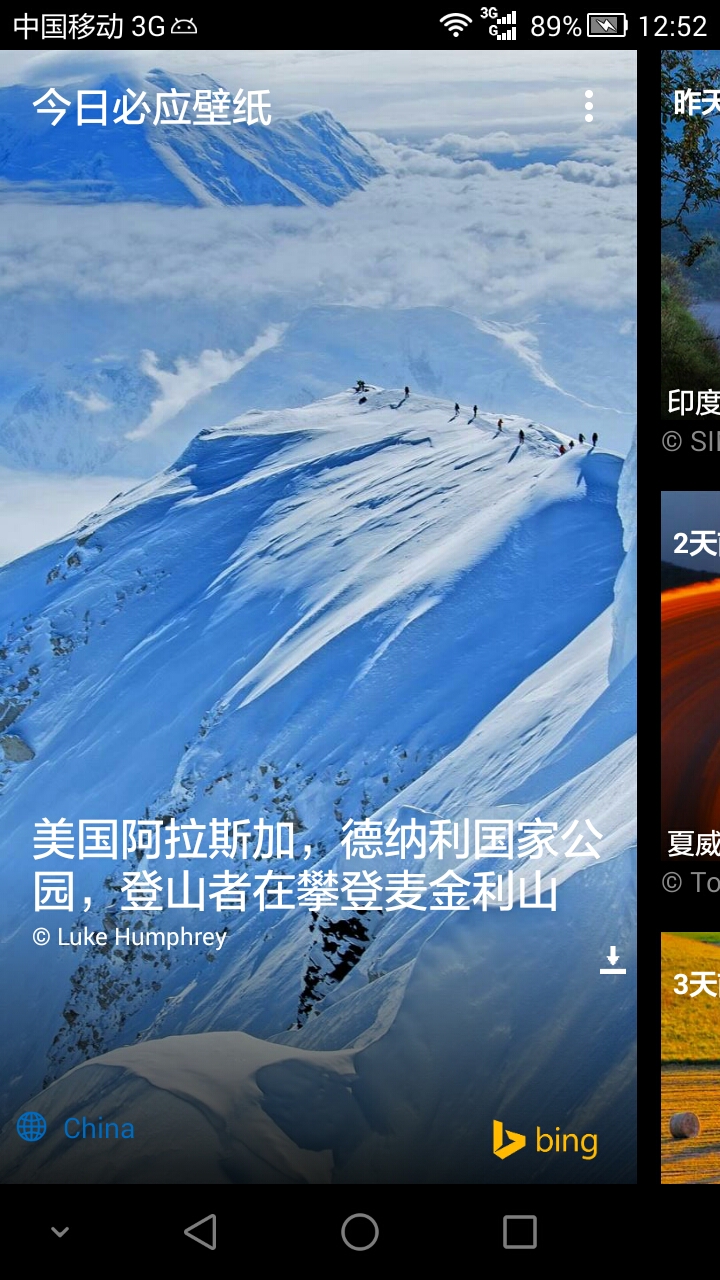 中国移动 3G
3G
G
89%
12:52
今日必应壁纸
美国阿拉斯加，德纳利国家公
园，登山者在攀登麦金利山
© Luke Humphrey
China
bing
昨天
印度
© SI
2天
夏威
© To
3天